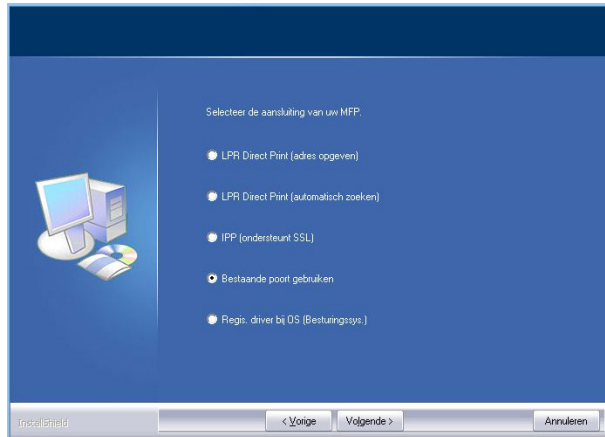 Selecteer de aansluiting van uw MFP.
LPR Direct Print (adres opgeven)
LPR Direct Print (automatisch zoeken)
IPP (ondersteunt SSL)
Bestaande poort gebruiken
Regis. driver bij OS (Besturingssys.)
InstallShield
< Vorige Volgende > Annuleren